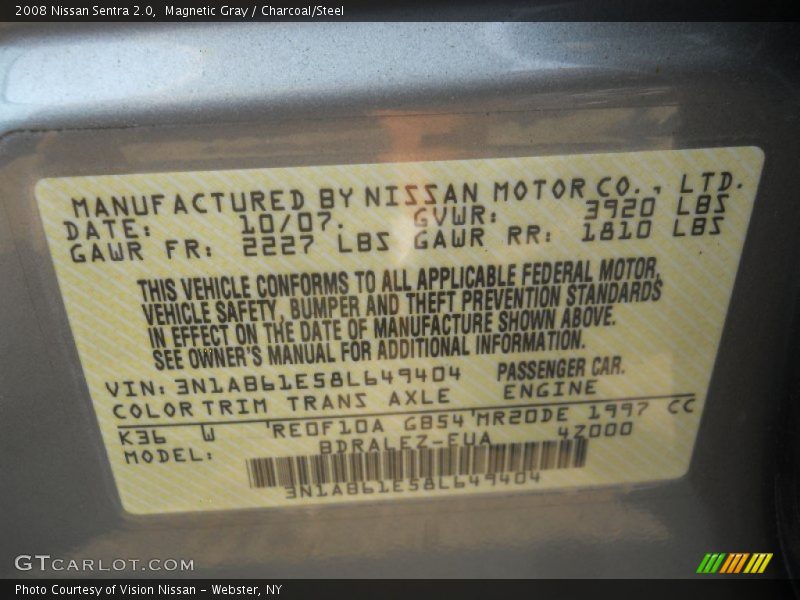 2008 Nissan Sentra 2.0, Magnetic Gray / Charcoal/Steel
MANUFACTURED BY NISSAN MOTOR CO., LTD.
DATE: 10/07. GVWR: 3920 LBS
GAWR FR: 2227 LBS GAWR RR: 1810 LBS
THIS VEHICLE CONFORMS TO ALL APPLICABLE FEDERAL MOTOR,
VEHICLE SAFETY, BUMPER AND THEFT PREVENTION STANDARDS
IN EFFECT ON THE DATE OF MANUFACTURE SHOWN ABOVE.
SEE OWNER'S MANUAL FOR ADDITIONAL INFORMATION.
VIN: 3N1AB61E58L649404 PASSENGER CAR.
COLOR TRIM TRANS AXLE ENGINE
K36 W 'RE0F10A GB54'MR20DE 1997 CC
MODEL: BDRALEZ-EUA 4Z000
3N1AB61E58L649404
GTCARLOT.COM
Photo Courtesy of Vision Nissan - Webster, NY